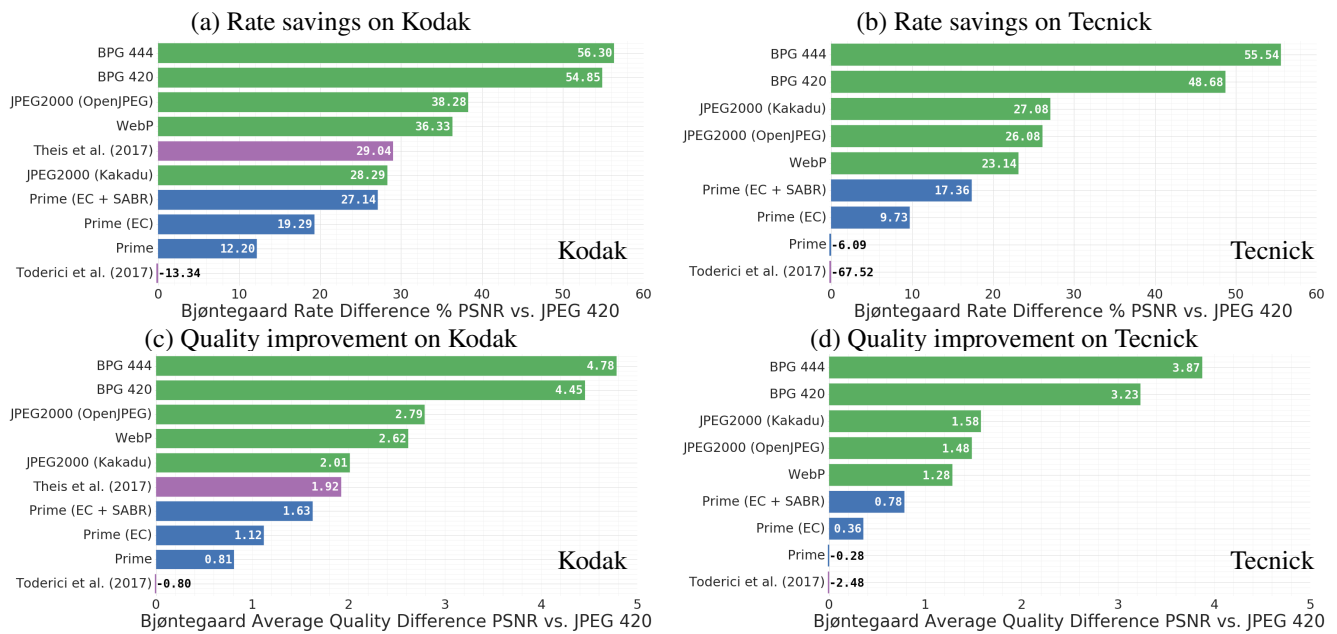 (a) Rate savings on Kodak
BPG 444
56.30
BPG 420
54.85
JPEG2000 (OpenJPEG)
38.28
WebP
36.33
Theis et al. (2017)
29.04
JPEG2000 (Kakadu)
28.29
Prime (EC + SABR)
27.14
Prime (EC)
19.29
Prime
12.20
Toderici et al. (2017)
-13.34
Kodak
0 10 20 30 40 50 60
Bjøntegaard Rate Difference % PSNR vs. JPEG 420
(b) Rate savings on Tecnick
BPG 444
55.54
BPG 420
48.68
JPEG2000 (Kakadu)
27.08
JPEG2000 (OpenJPEG)
26.08
WebP
23.14
Prime (EC + SABR)
17.36
Prime (EC)
9.73
Prime
-6.09
Toderici et al. (2017)
-67.52
Tecnick
0 10 20 30 40 50 60
Bjøntegaard Rate Difference % PSNR vs. JPEG 420
(c) Quality improvement on Kodak
BPG 444
4.78
BPG 420
4.45
JPEG2000 (OpenJPEG)
2.79
WebP
2.62
JPEG2000 (Kakadu)
2.01
Theis et al. (2017)
1.92
Prime (EC + SABR)
1.63
Prime (EC)
1.12
Prime
0.81
Toderici et al. (2017)
-0.80
Kodak
0 1 2 3 4 5
Bjøntegaard Average Quality Difference PSNR vs. JPEG 420
(d) Quality improvement on Tecnick
BPG 444
3.87
BPG 420
3.23
JPEG2000 (Kakadu)
1.58
JPEG2000 (OpenJPEG)
1.48
WebP
1.28
Prime (EC + SABR)
0.78
Prime (EC)
0.36
Prime
-0.28
Toderici et al. (2017)
-2.48
Tecnick
0 1 2 3 4 5
Bjøntegaard Average Quality Difference PSNR vs. JPEG 420